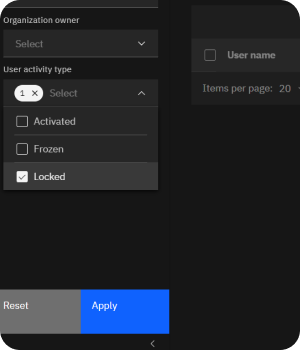 Organization owner
Select
User activity type
1 × Select
Activated
Frozen
Locked
Reset
Apply
User name
Items per page: 20